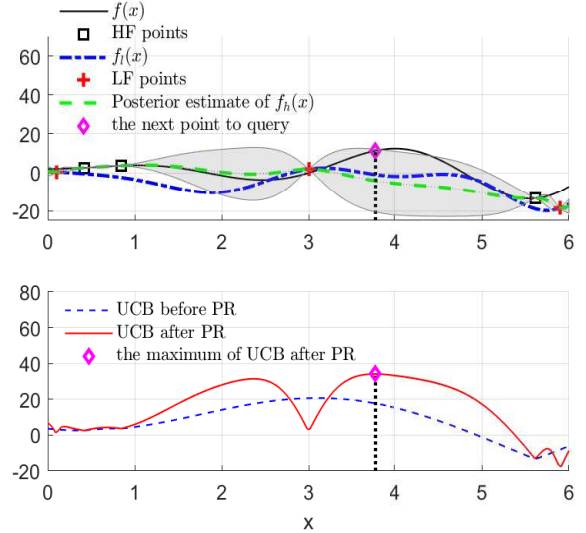 f(x)
HF points
f_l(x)
LF points
Posterior estimate of f_h(x)
the next point to query
60
40
20
0
-20
0 1 2 3 4 5 6
80
60
40
20
0
-20
UCB before PR
UCB after PR
the maximum of UCB after PR
0 1 2 3 4 5 6
x